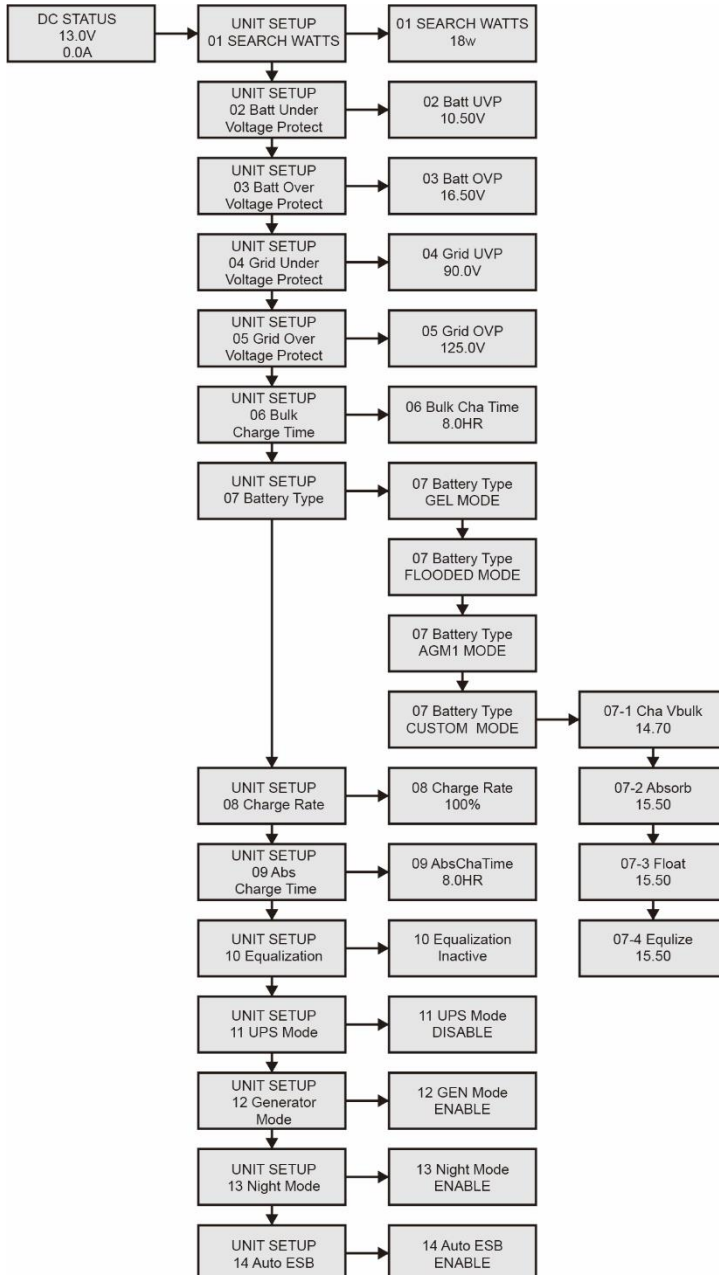 DC STATUS
13.0V
0.0A
UNIT SETUP
01 SEARCH WATTS
01 SEARCH WATTS
18w
UNIT SETUP
02 Batt Under
Voltage Protect
02 Batt UVP
10.50V
UNIT SETUP
03 Batt Over
Voltage Protect
03 Batt OVP
16.50V
UNIT SETUP
04 Grid Under
Voltage Protect
04 Grid UVP
90.0V
UNIT SETUP
05 Grid Over
Voltage Protect
05 Grid OVP
125.0V
UNIT SETUP
06 Bulk
Charge Time
06 Bulk Cha Time
8.0HR
UNIT SETUP
07 Battery Type
07 Battery Type
GEL MODE
07 Battery Type
FLOODED MODE
07 Battery Type
AGM1 MODE
07 Battery Type
CUSTOM MODE
07-1 Cha Vbulk
14.70
07-2 Absorb
15.50
07-3 Float
15.50
07-4 Equlize
15.50
UNIT SETUP
08 Charge Rate
08 Charge Rate
100%
UNIT SETUP
09 Abs
Charge Time
09 AbsChaTime
8.0HR
UNIT SETUP
10 Equalization
10 Equalization
Inactive
UNIT SETUP
11 UPS Mode
11 UPS Mode
DISABLE
UNIT SETUP
12 Generator
Mode
12 GEN Mode
ENABLE
UNIT SETUP
13 Night Mode
13 Night Mode
ENABLE
UNIT SETUP
14 Auto ESB
14 Auto ESB
ENABLE